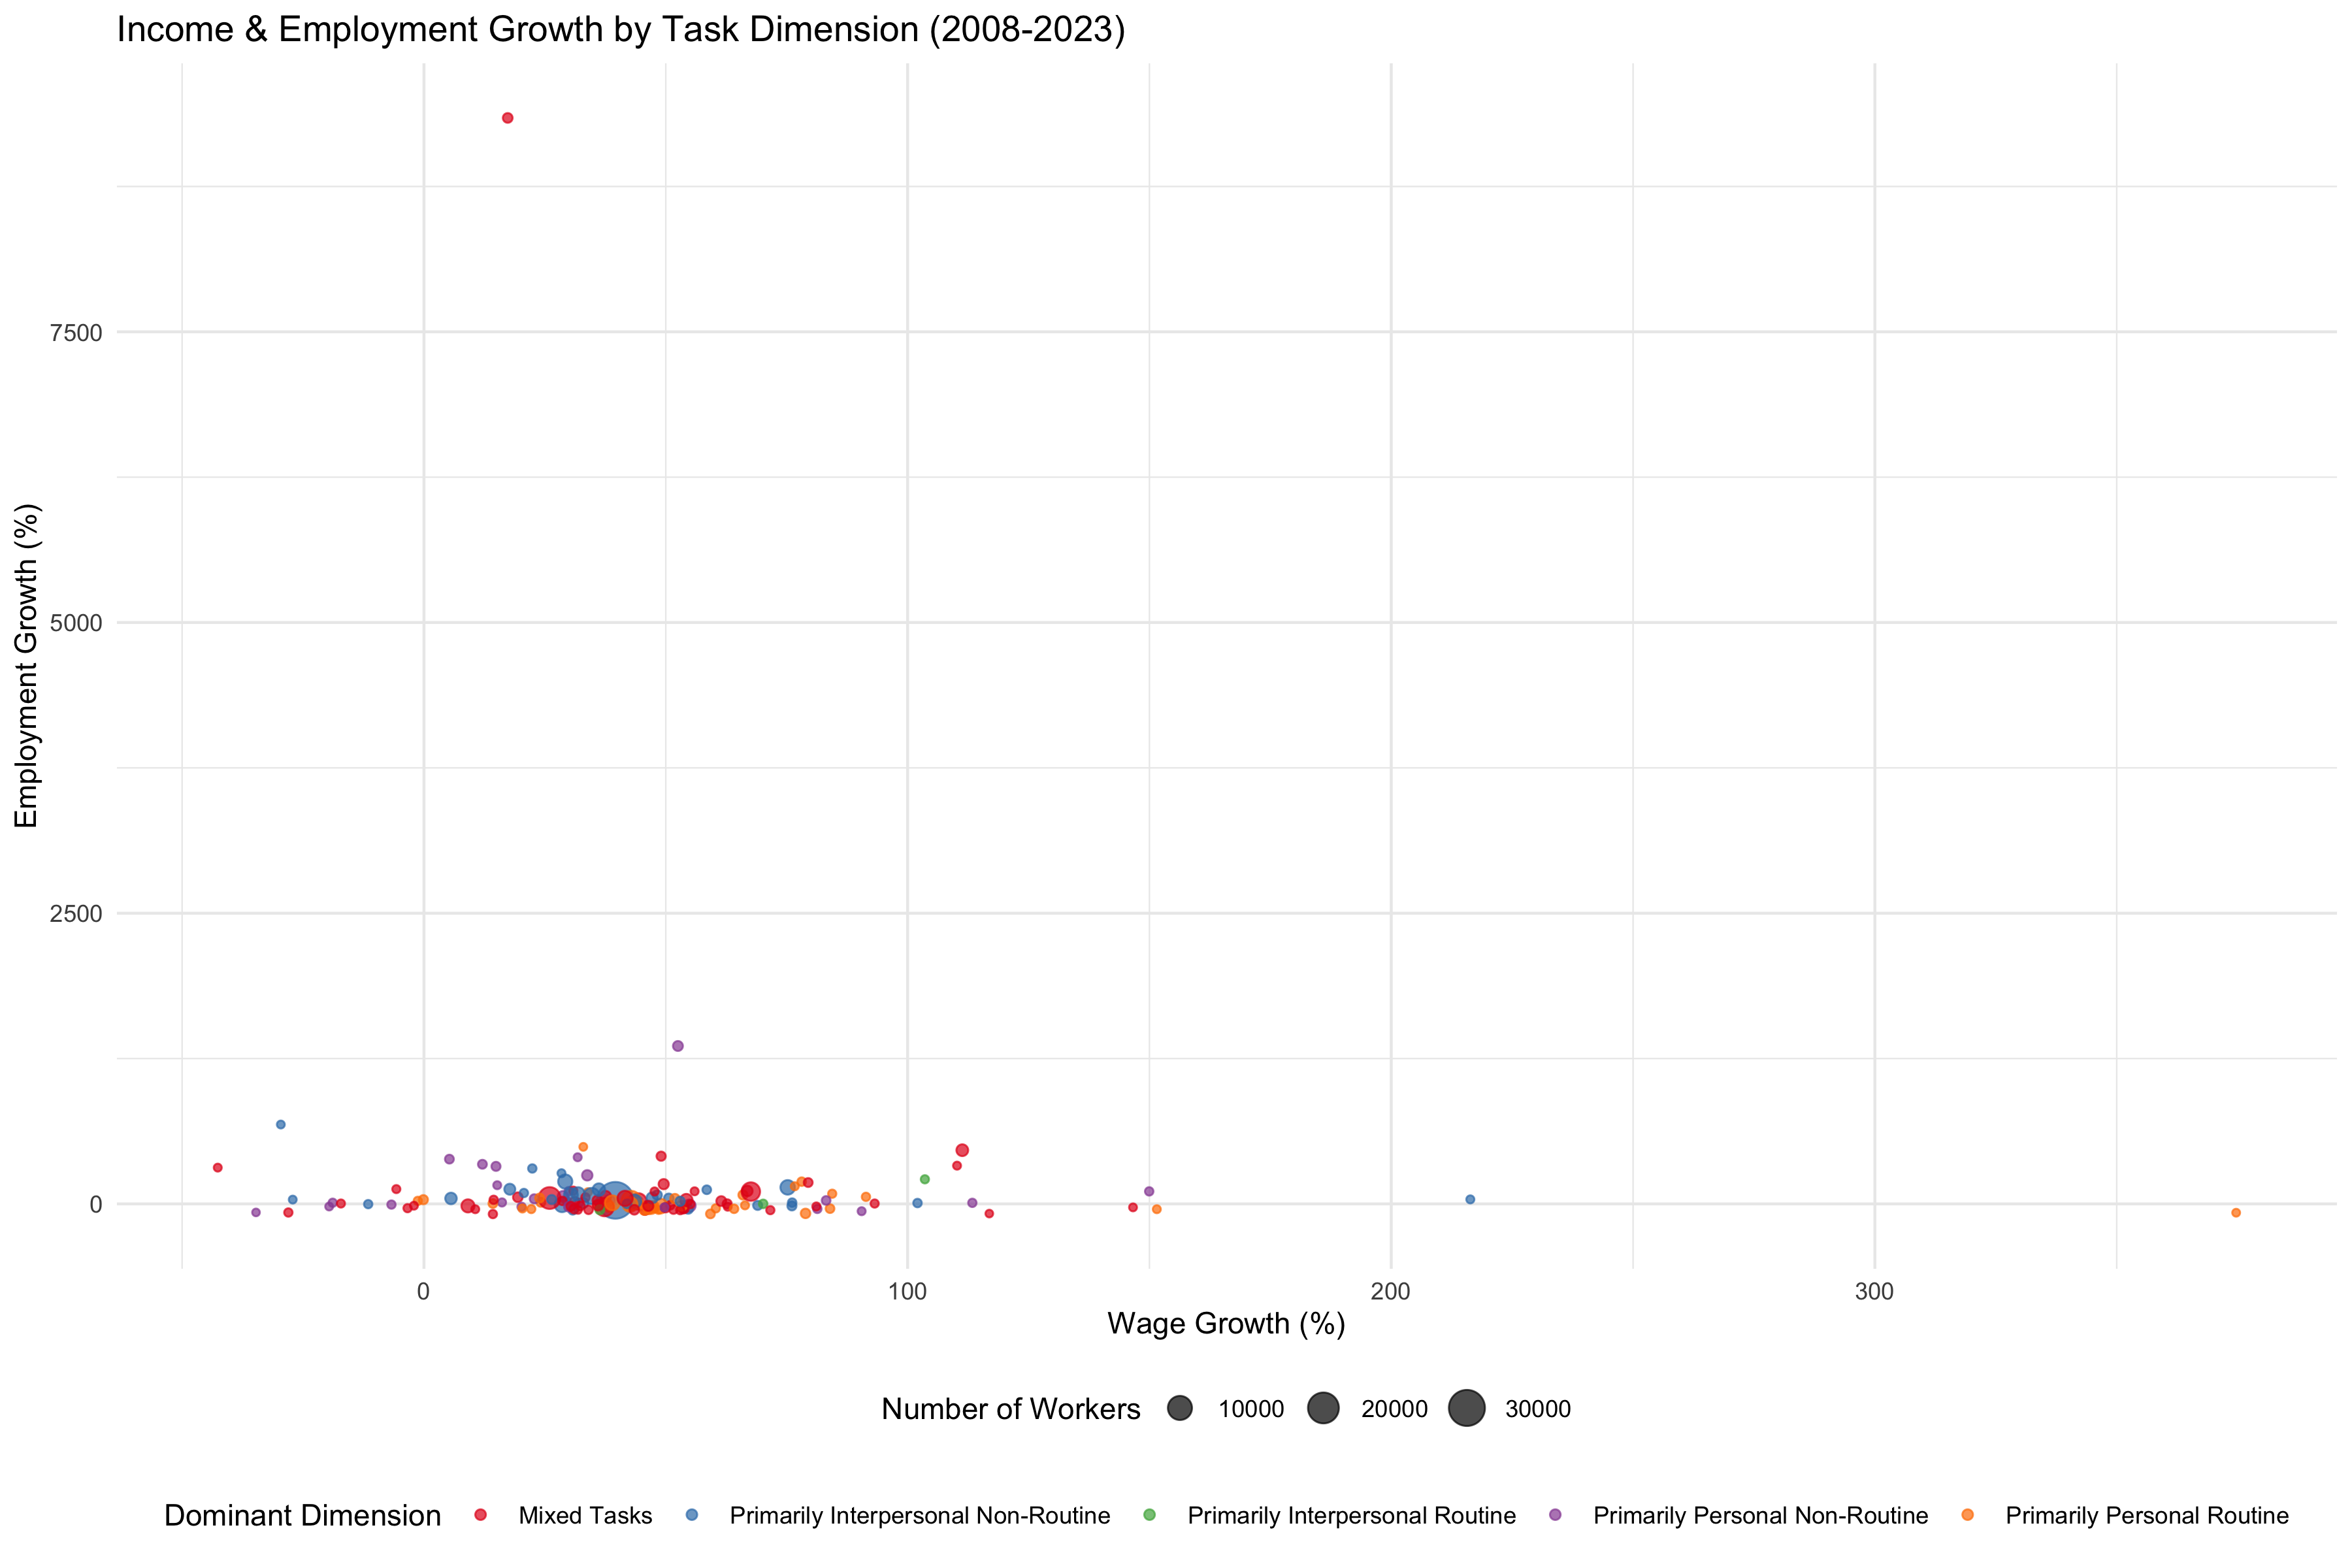 Income & Employment Growth by Task Dimension (2008-2023)
Employment Growth (%)
7500
5000
2500
0
0 100 200 300
Wage Growth (%)
Number of Workers 10000 20000 30000
Dominant Dimension Mixed Tasks Primarily Interpersonal Non-Routine Primarily Interpersonal Routine Primarily Personal Non-Routine Primarily Personal Routine